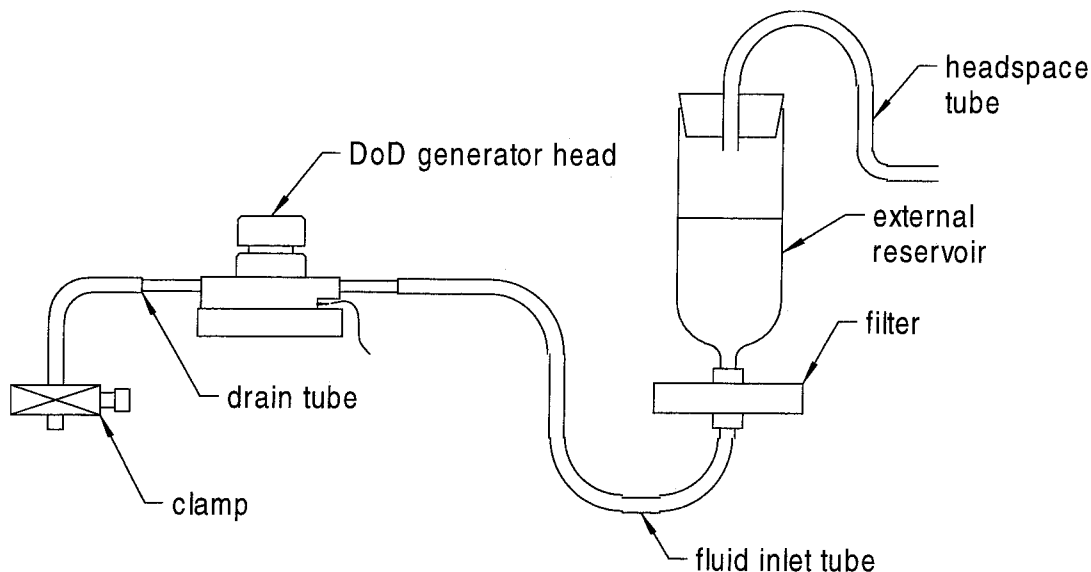 headspace
tube
DoD generator head
external
reservoir
filter
drain tube
clamp
fluid inlet tube